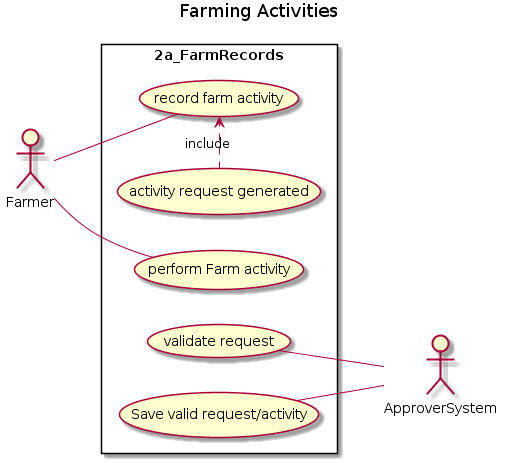 Farming Activities
2a_FarmRecords
record farm activity
include
Farmer
activity request generated
perform Farm activity
validate request
ApproverSystem
Save valid request/activity